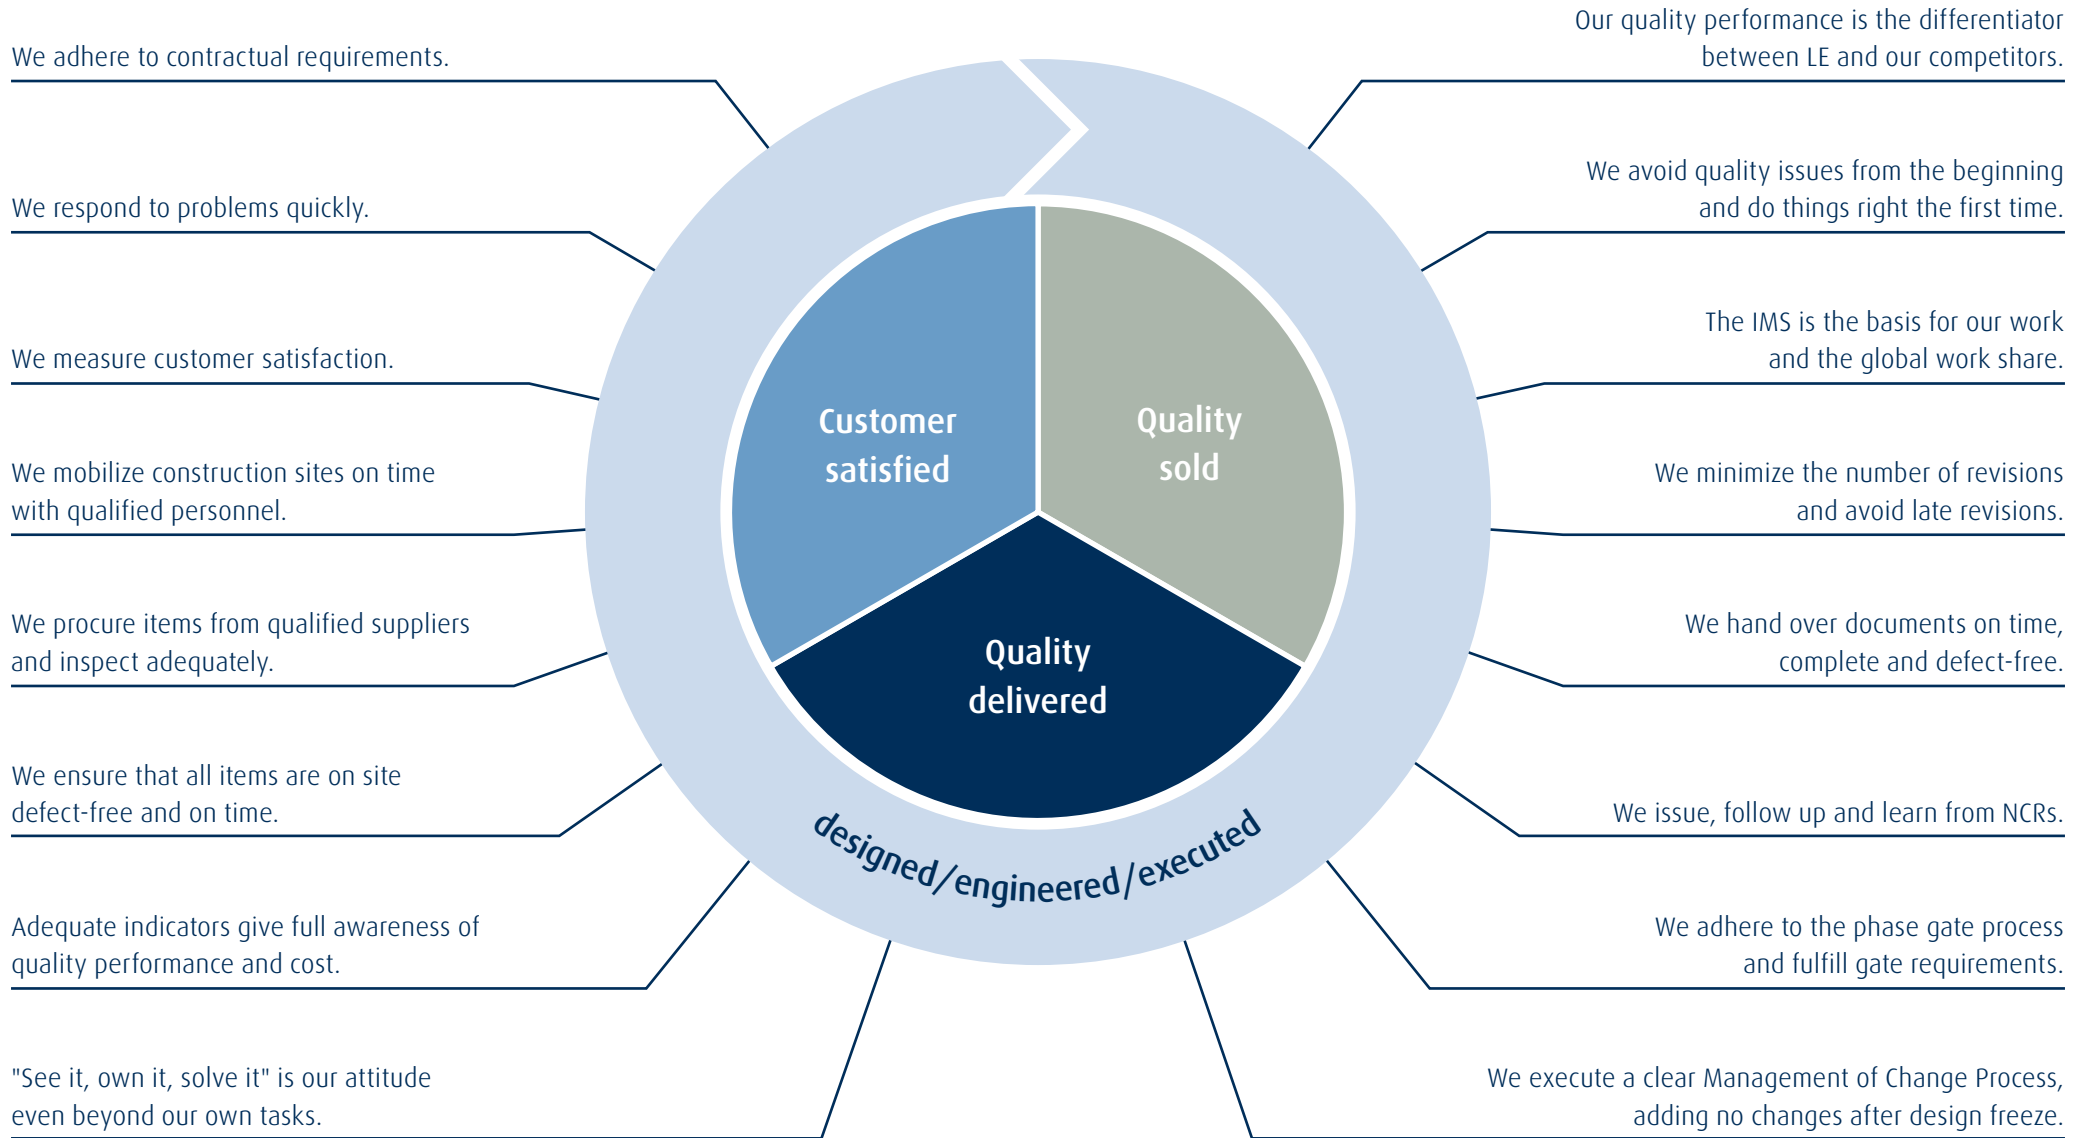 We adhere to contractual requirements.
We respond to problems quickly.
We measure customer satisfaction.
We mobilize construction sites on time
with qualified personnel.
We procure items from qualified suppliers
and inspect adequately.
We ensure that all items are on site
defect-free and on time.
Adequate indicators give full awareness of
quality performance and cost.
"See it, own it, solve it" is our attitude
even beyond our own tasks.
Customer
satisfied
Quality
sold
Quality
delivered
designed/engineered/executed
Our quality performance is the differentiator
between LE and our competitors.
We avoid quality issues from the beginning
and do things right the first time.
The IMS is the basis for our work
and the global work share.
We minimize the number of revisions
and avoid late revisions.
We hand over documents on time,
complete and defect-free.
We issue, follow up and learn from NCRs.
We adhere to the phase gate process
and fulfill gate requirements.
We execute a clear Management of Change Process,
adding no changes after design freeze.